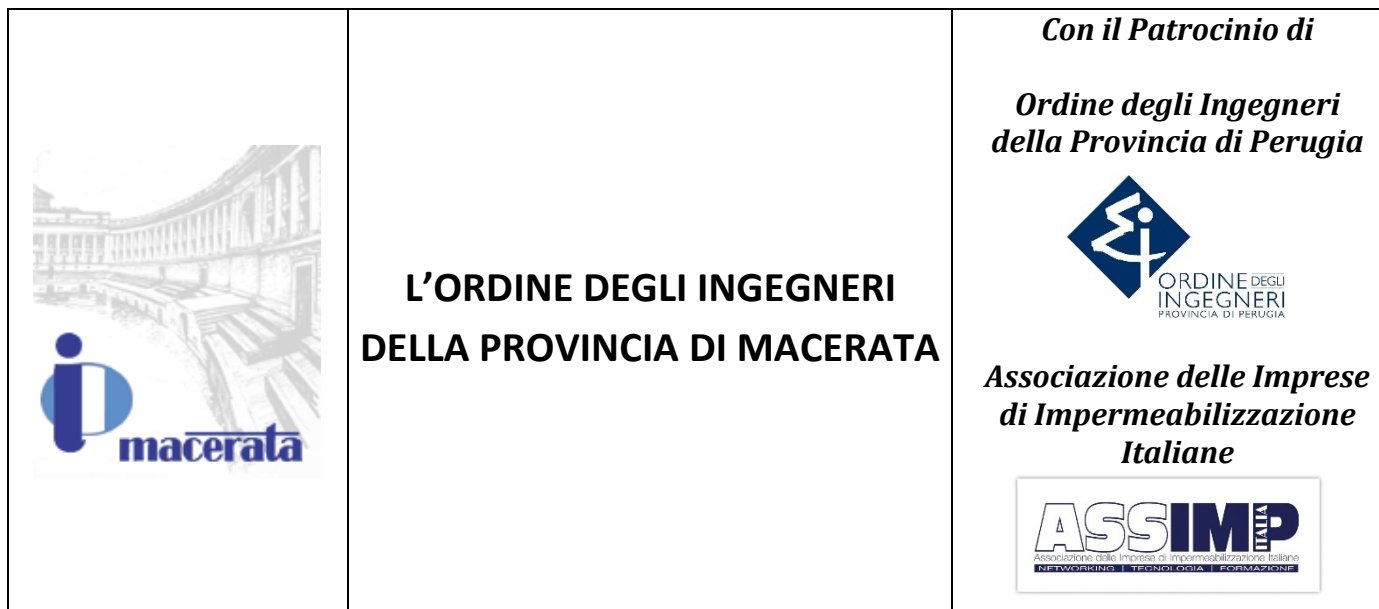 macerata
L’ORDINE DEGLI INGEGNERI
DELLA PROVINCIA DI MACERATA
Con il Patrocinio di
Ordine degli Ingegneri
della Provincia di Perugia
ORDINE DEGLI
INGEGNERI
PROVINCIA DI PERUGIA
Associazione delle Imprese
di Impermeabilizzazione
Italiane
ASSIMP ITALIA
Associazione delle Imprese di Impermeabilizzazione Italiane
NETWORKING | TECNOLOGIA | FORMAZIONE